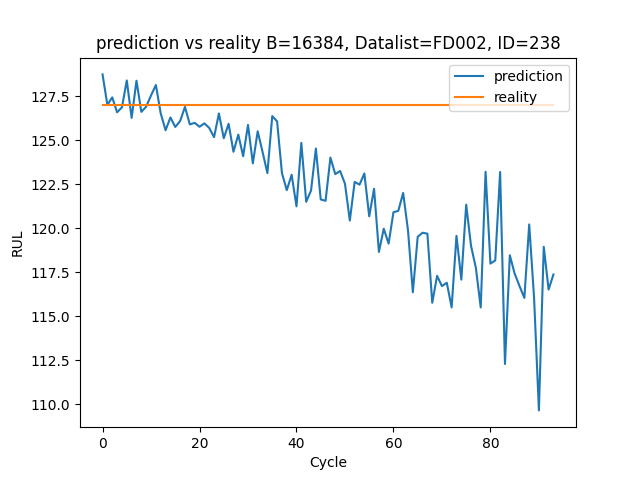 prediction vs reality B=16384, Datalist=FD002, ID=238
prediction
reality
127.5
125.0
122.5
120.0
117.5
115.0
112.5
110.0
RUL
0
20
40
60
80
Cycle